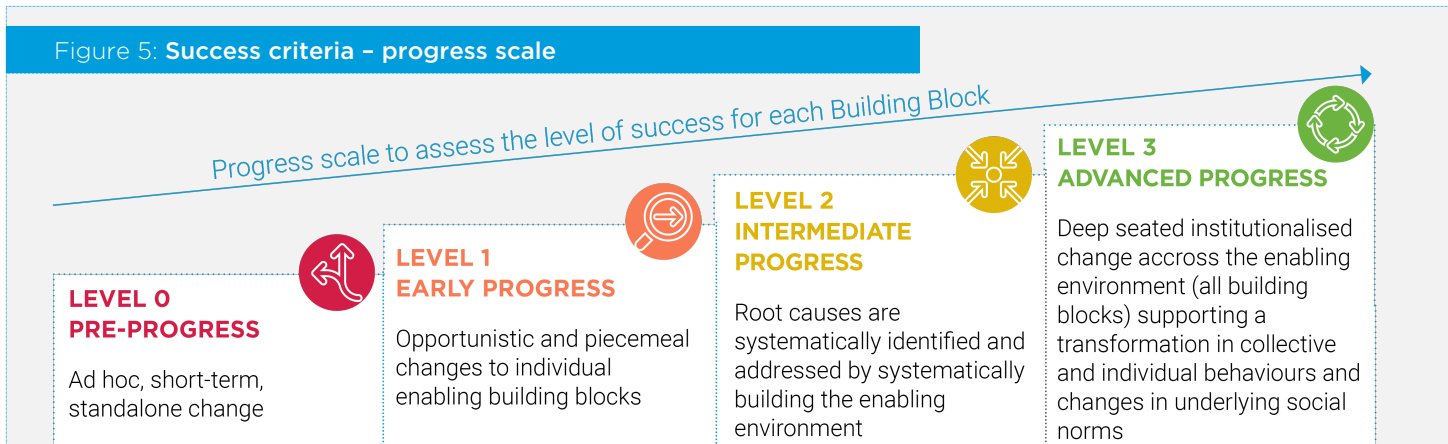 Figure 5: Success criteria – progress scale
Progress scale to assess the level of success for each Building Block
LEVEL 0
PRE-PROGRESS
Ad hoc, short-term,
standalone change
LEVEL 1
EARLY PROGRESS
Opportunistic and piecemeal
changes to individual
enabling building blocks
LEVEL 2
INTERMEDIATE
PROGRESS
Root causes are
systematically identified and
addressed by systematically
building the enabling
environment
LEVEL 3
ADVANCED PROGRESS
Deep seated institutionalised
change accross the enabling
environment (all building
blocks) supporting a
transformation in collective
and individual behaviours and
changes in underlying social
norms